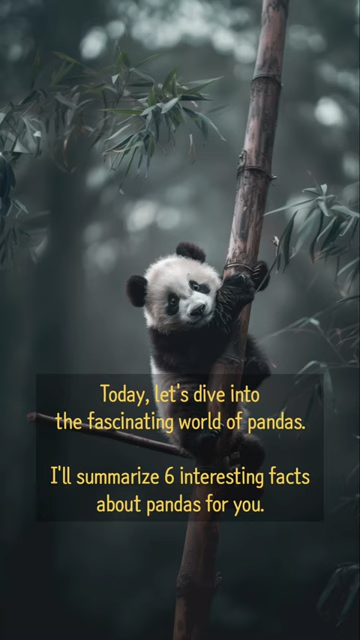 Today, let's dive into
the fascinating world of pandas.
I'll summarize 6 interesting facts
about pandas for you.